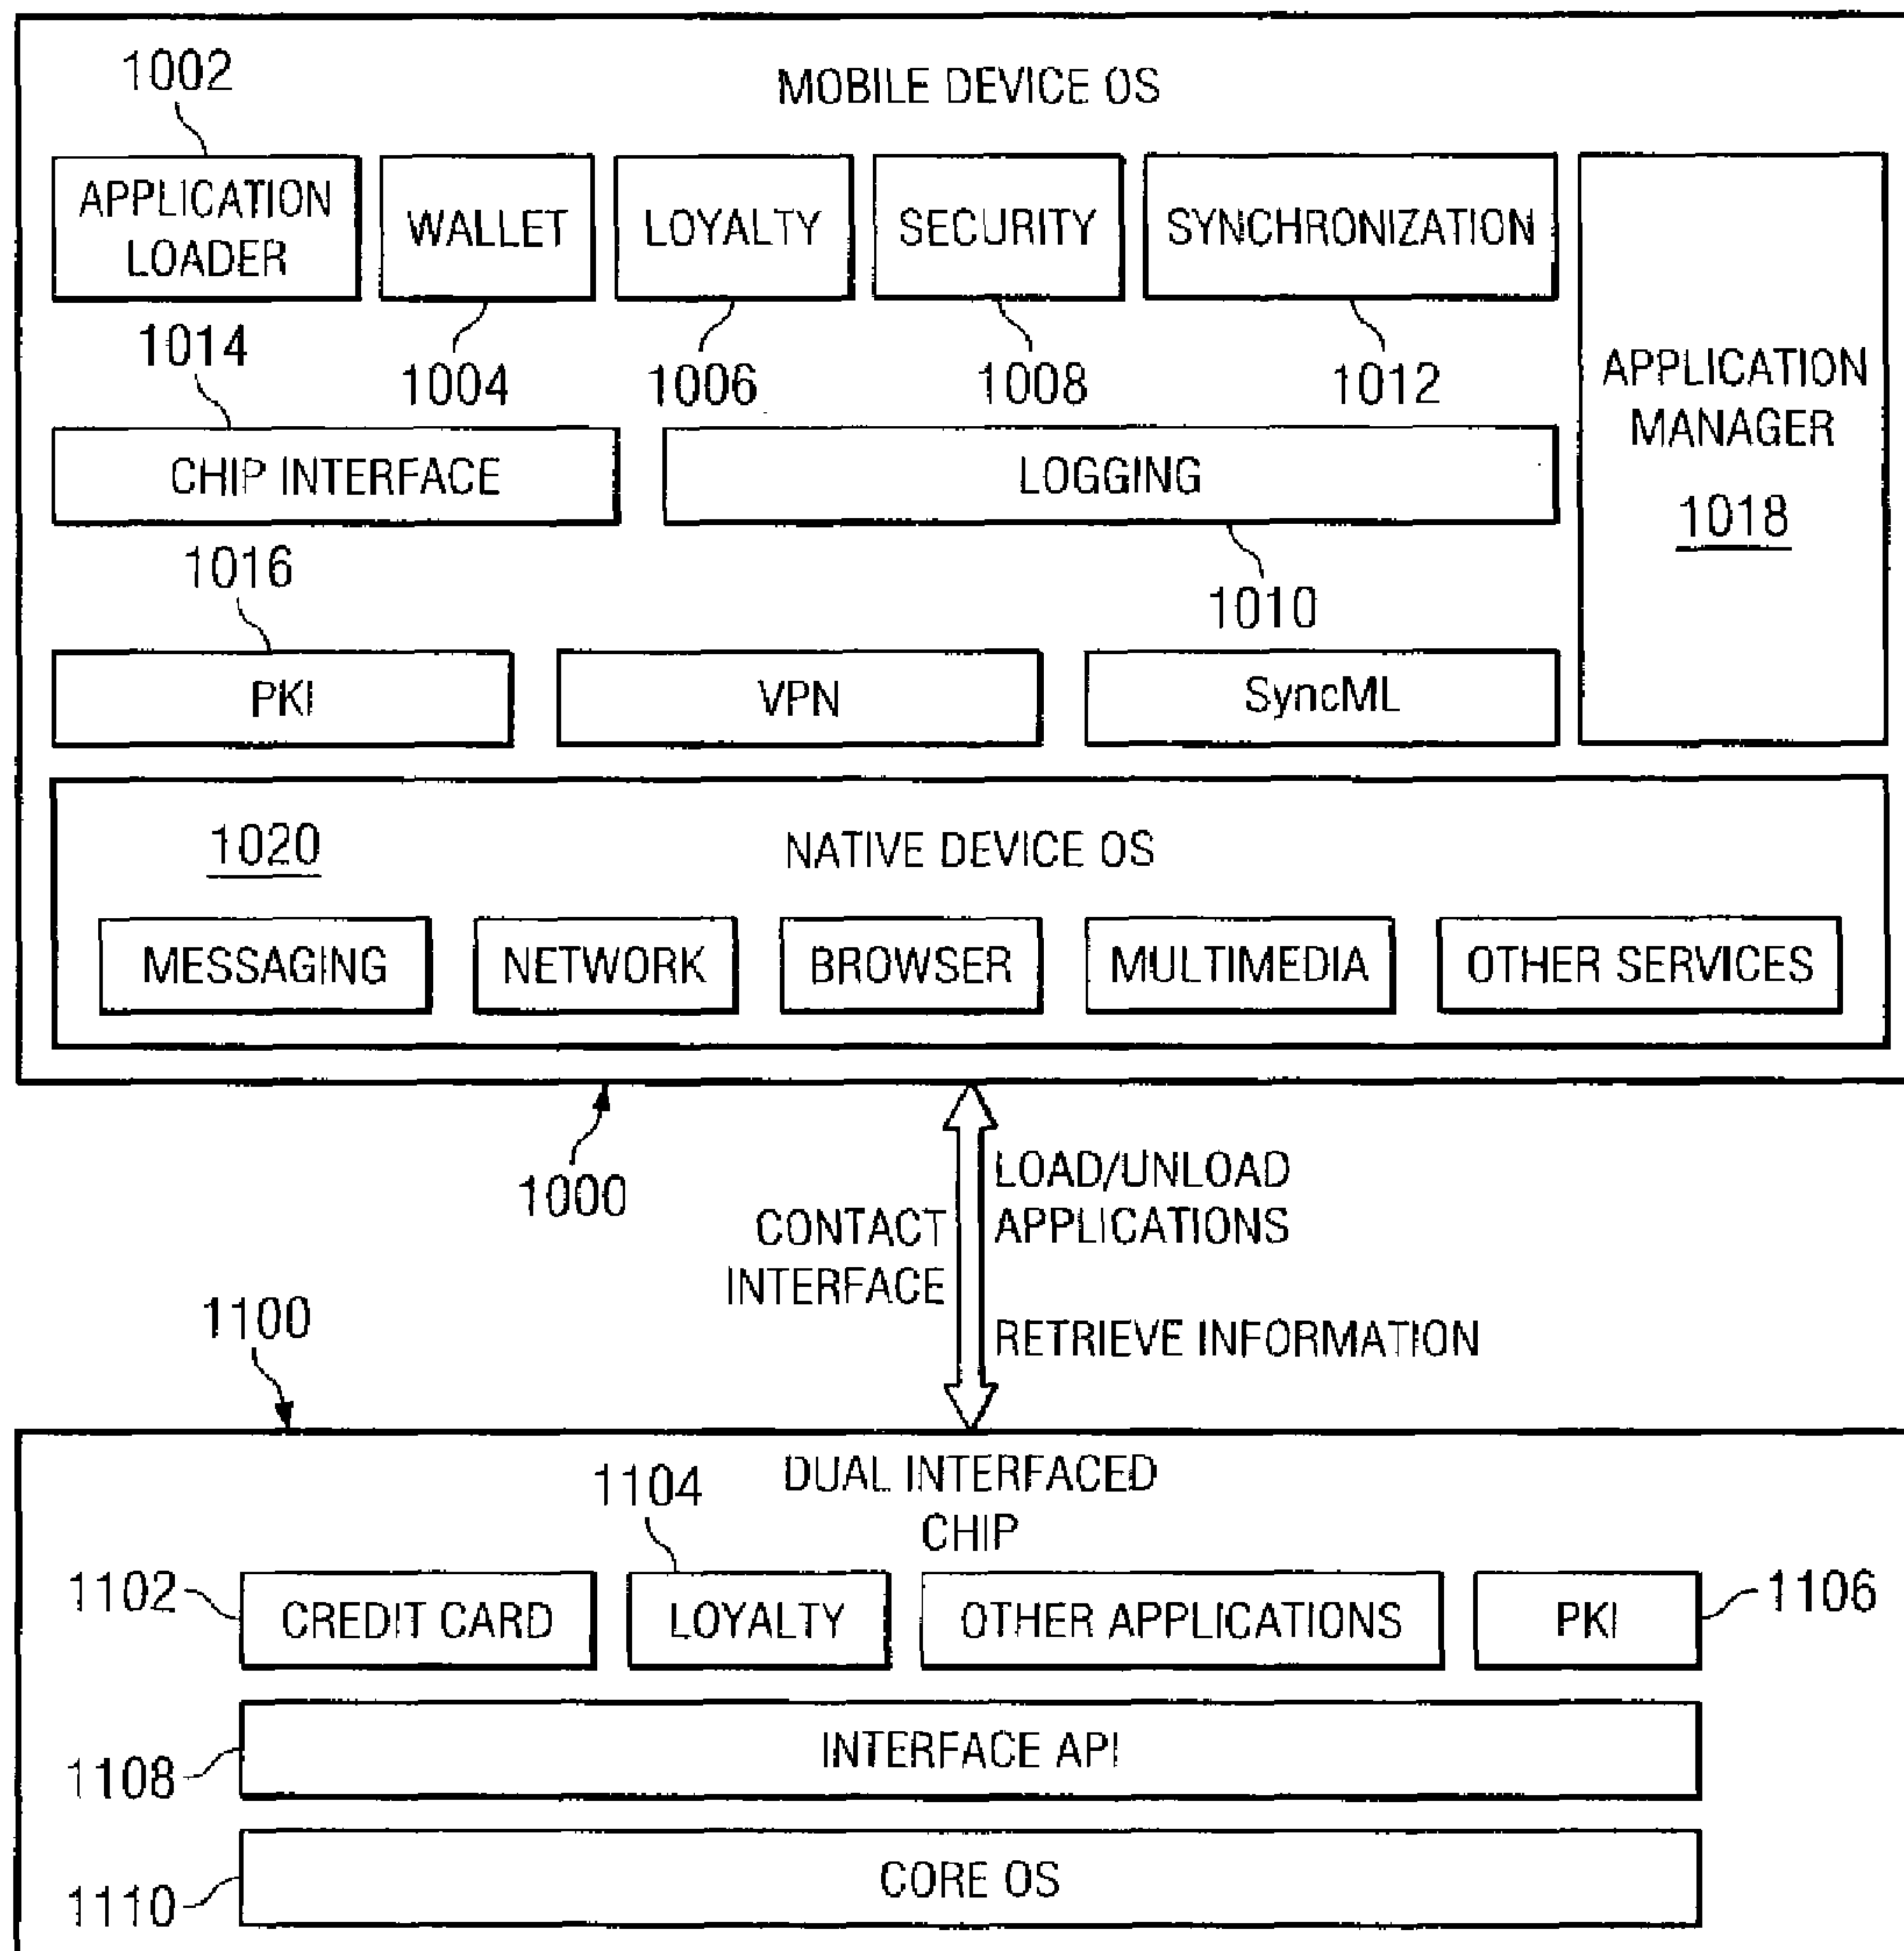 MOBILE DEVICE OS
1002
APPLICATION
LOADER
WALLET
LOYALTY
SECURITY
SYNCHRONIZATION
APPLICATION
MANAGER
1018
1014
1004
1006
1008
1012
CHIP INTERFACE
LOGGING
1016
1010
PKI
VPN
SyncML
1020
NATIVE DEVICE OS
MESSAGING
NETWORK
BROWSER
MULTIMEDIA
OTHER SERVICES
1000
CONTACT
INTERFACE
LOAD/UNLOAD
APPLICATIONS
RETRIEVE INFORMATION
1100
DUAL INTERFACED
CHIP
1104
1102
CREDIT CARD
LOYALTY
OTHER APPLICATIONS
PKI
1106
INTERFACE API
1108
CORE OS
1110